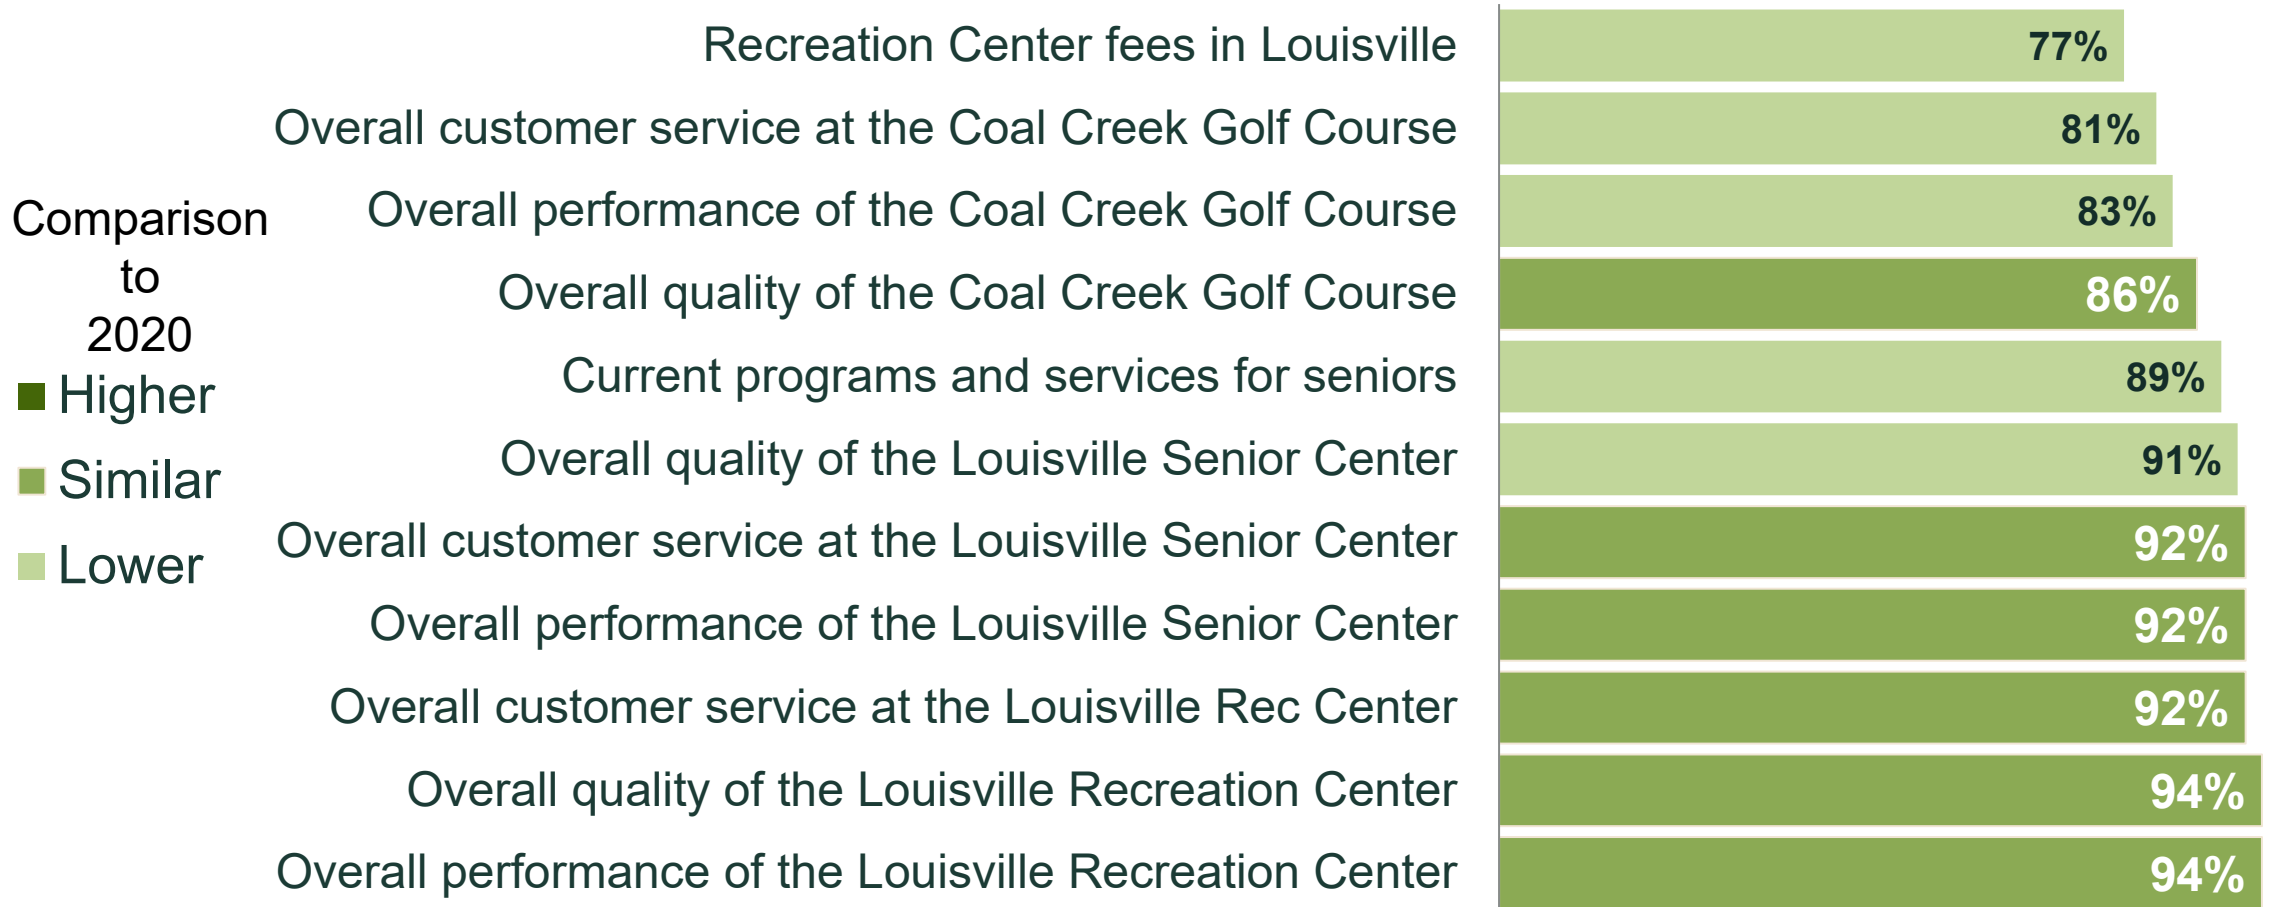 Recreation Center fees in Louisville 77%
Overall customer service at the Coal Creek Golf Course 81%
Overall performance of the Coal Creek Golf Course 83%
Overall quality of the Coal Creek Golf Course 86%
Current programs and services for seniors 89%
Overall quality of the Louisville Senior Center 91%
Overall customer service at the Louisville Senior Center 92%
Overall performance of the Louisville Senior Center 92%
Overall customer service at the Louisville Rec Center 92%
Overall quality of the Louisville Recreation Center 94%
Overall performance of the Louisville Recreation Center 94%
Comparison
to
2020
Higher
Similar
Lower